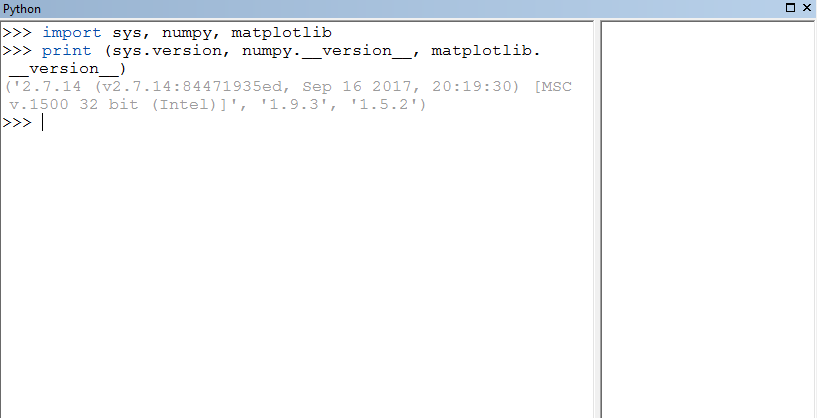 Python
>>> import sys, numpy, matplotlib
>>> print (sys.version, numpy.__version__, matplotlib.
__version__)
('2.7.14 (v2.7.14:84471935ed, Sep 16 2017, 20:19:30) [MSC
v.1500 32 bit (Intel)]', '1.9.3', '1.5.2')
>>>